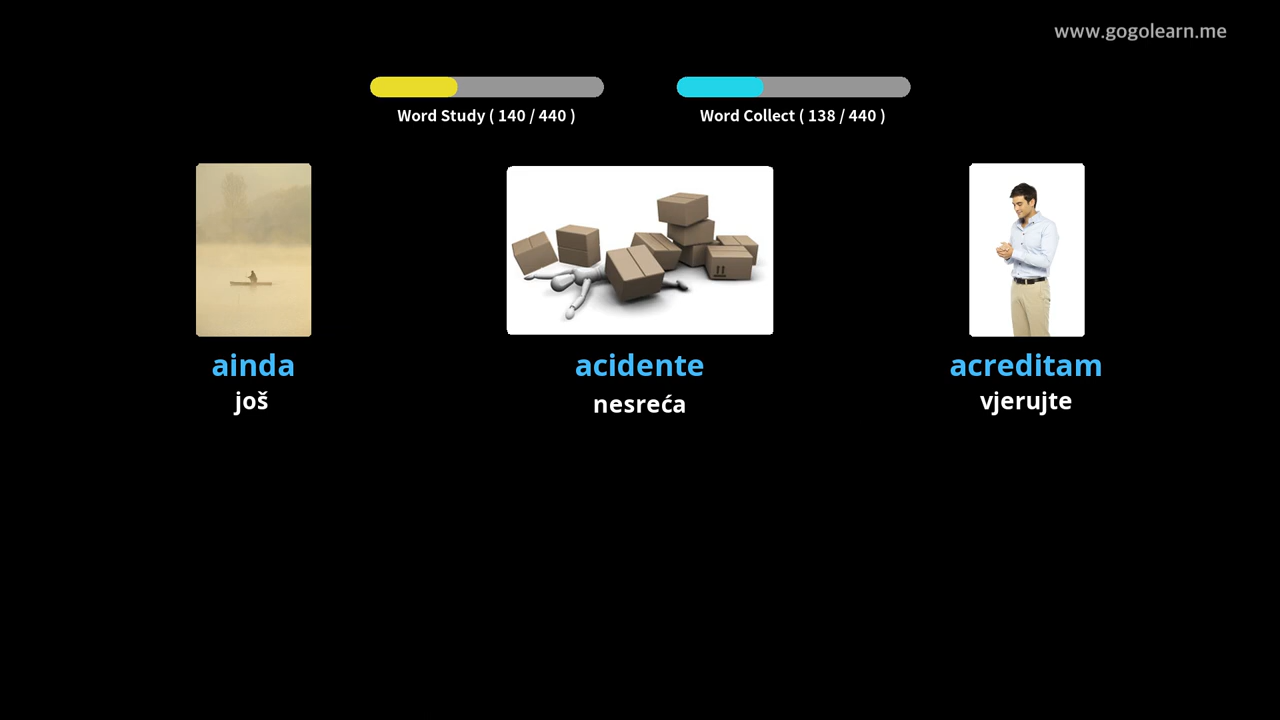 www.gogolearn.me
Word Study ( 140 / 440 )
Word Collect ( 138 / 440 )
ainda
acidente
acreditam
još
nesreća
vjerujte